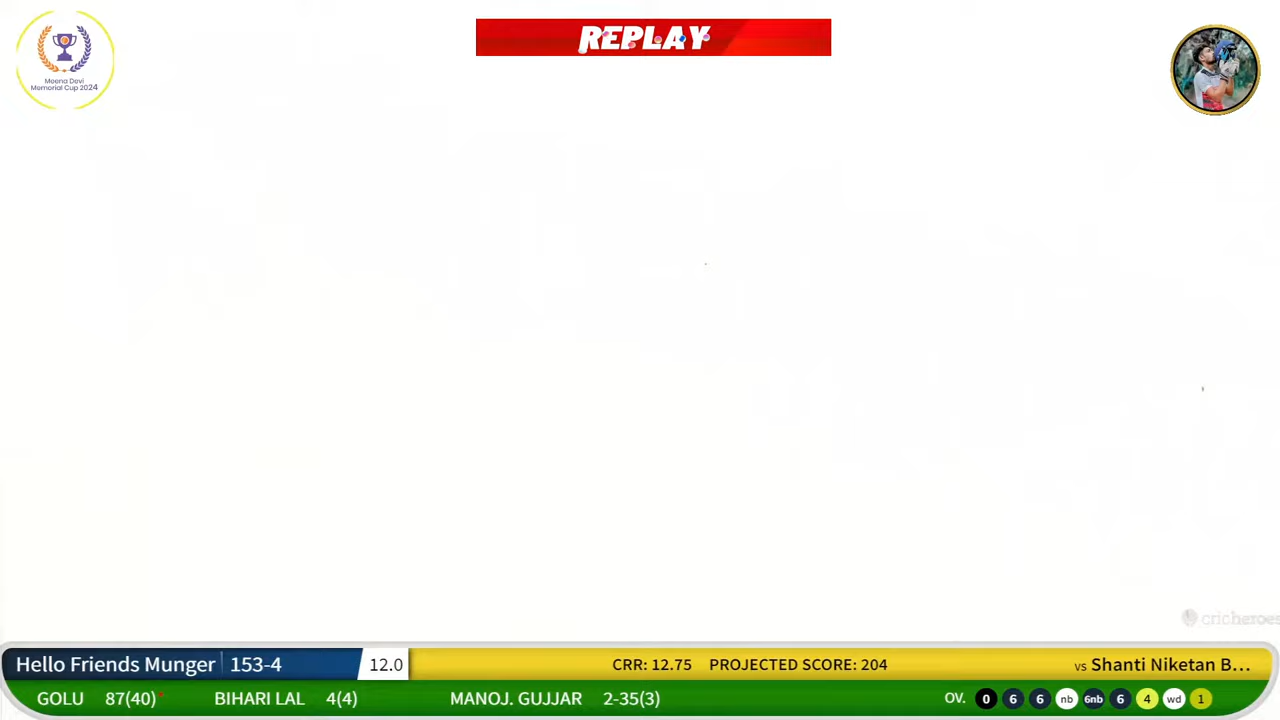 REPLAY
Meena Devi
Memorial Cup 2024
cricheroes
Hello Friends Munger 153-4 12.0 CRR: 12.75 PROJECTED SCORE: 204 vs Shanti Niketan B...
GOLU 87(40)* BIHARI LAL 4(4) MANOJ. GUJJAR 2-35(3) OV. 0 6 6 nb 6nb 6 4 wd 1